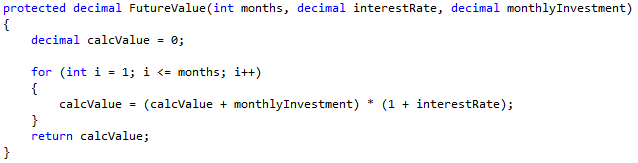 protected decimal FutureValue(int months, decimal interestRate, decimal monthlyInvestment)
{
    decimal calcValue = 0;

    for (int i = 1; i <= months; i++)
    {
        calcValue = (calcValue + monthlyInvestment) * (1 + interestRate);
    }
    return calcValue;
}